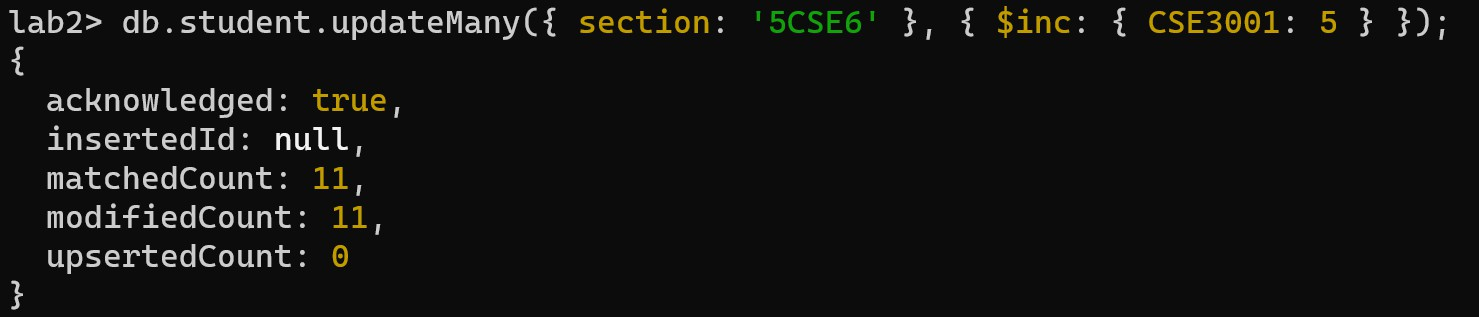 lab2> db.student.updateMany({ section: '5CSE6' }, { $inc: { CSE3001: 5 } });
{
  acknowledged: true,
  insertedId: null,
  matchedCount: 11,
  modifiedCount: 11,
  upsertedCount: 0
}